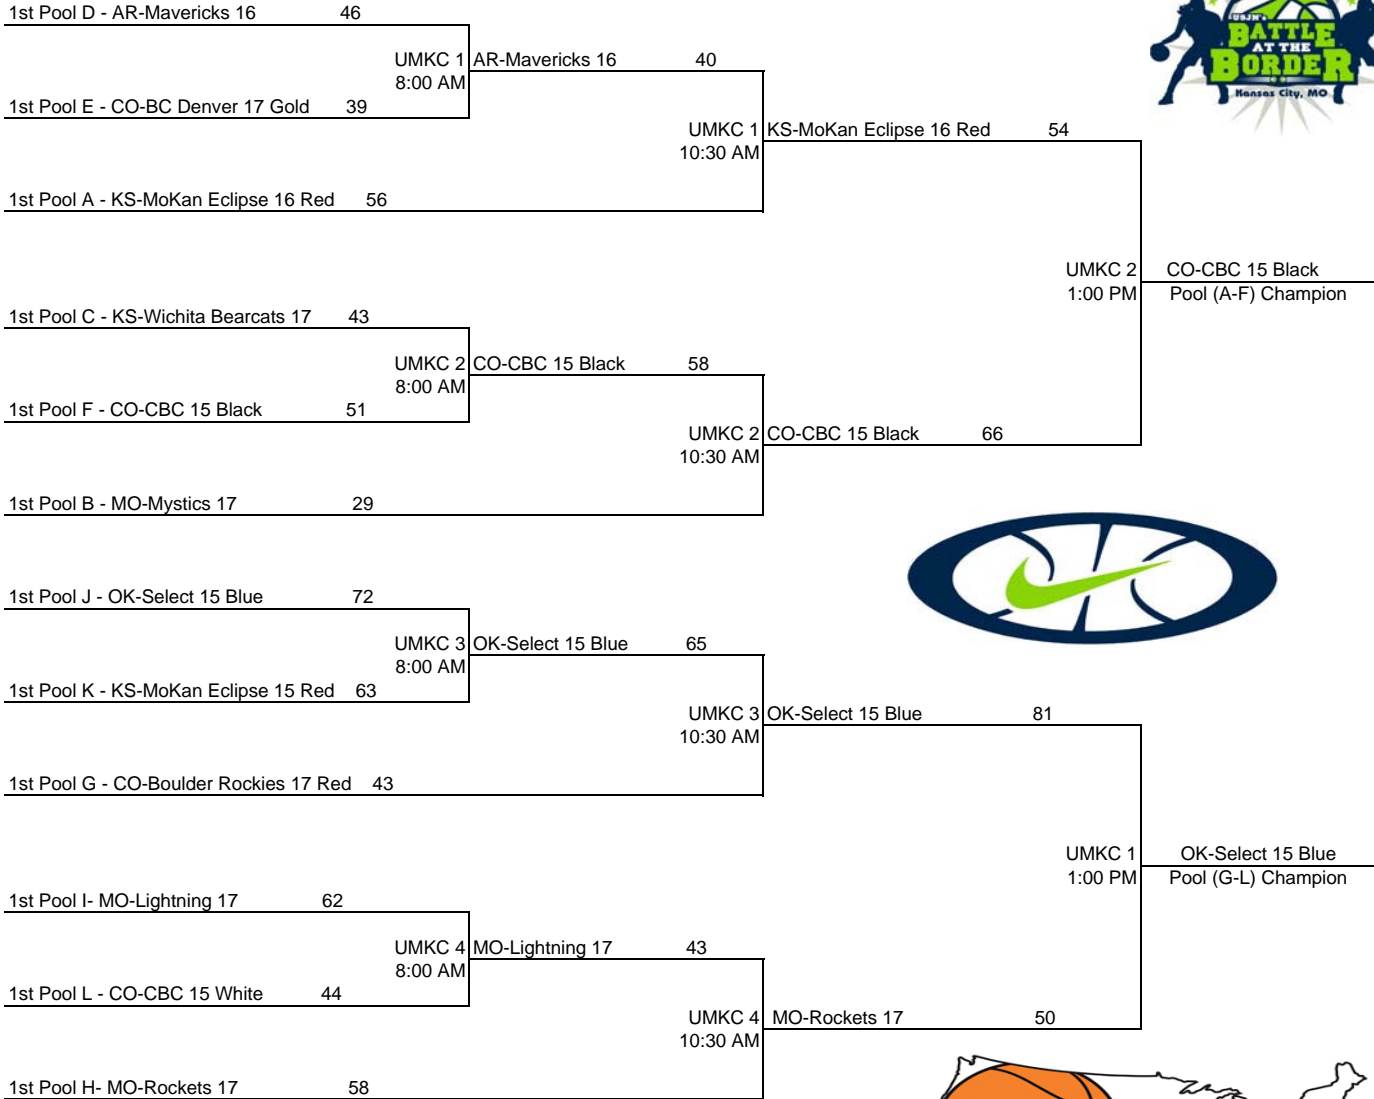 1st Pool D - AR-Mavericks 16 46
USJN's
BATTLE
AT THE
BORDER
Kansas City, MO
UMKC 1 AR-Mavericks 16 40
8:00 AM
1st Pool E - CO-BC Denver 17 Gold 39
UMKC 1 KS-MoKan Eclipse 16 Red 54
10:30 AM
1st Pool A - KS-MoKan Eclipse 16 Red 56
UMKC 2 CO-CBC 15 Black
1:00 PM Pool (A-F) Champion
1st Pool C - KS-Wichita Bearcats 17 43
UMKC 2 CO-CBC 15 Black 58
8:00 AM
1st Pool F - CO-CBC 15 Black 51
UMKC 2 CO-CBC 15 Black 66
10:30 AM
1st Pool B - MO-Mystics 17 29
1st Pool J - OK-Select 15 Blue 72
UMKC 3 OK-Select 15 Blue 65
8:00 AM
1st Pool K - KS-MoKan Eclipse 15 Red 63
UMKC 3 OK-Select 15 Blue 81
10:30 AM
1st Pool G - CO-Boulder Rockies 17 Red 43
UMKC 1 OK-Select 15 Blue
1:00 PM Pool (G-L) Champion
1st Pool I- MO-Lightning 17 62
UMKC 4 MO-Lightning 17 43
8:00 AM
1st Pool L - CO-CBC 15 White 44
UMKC 4 MO-Rockets 17 50
10:30 AM
1st Pool H- MO-Rockets 17 58